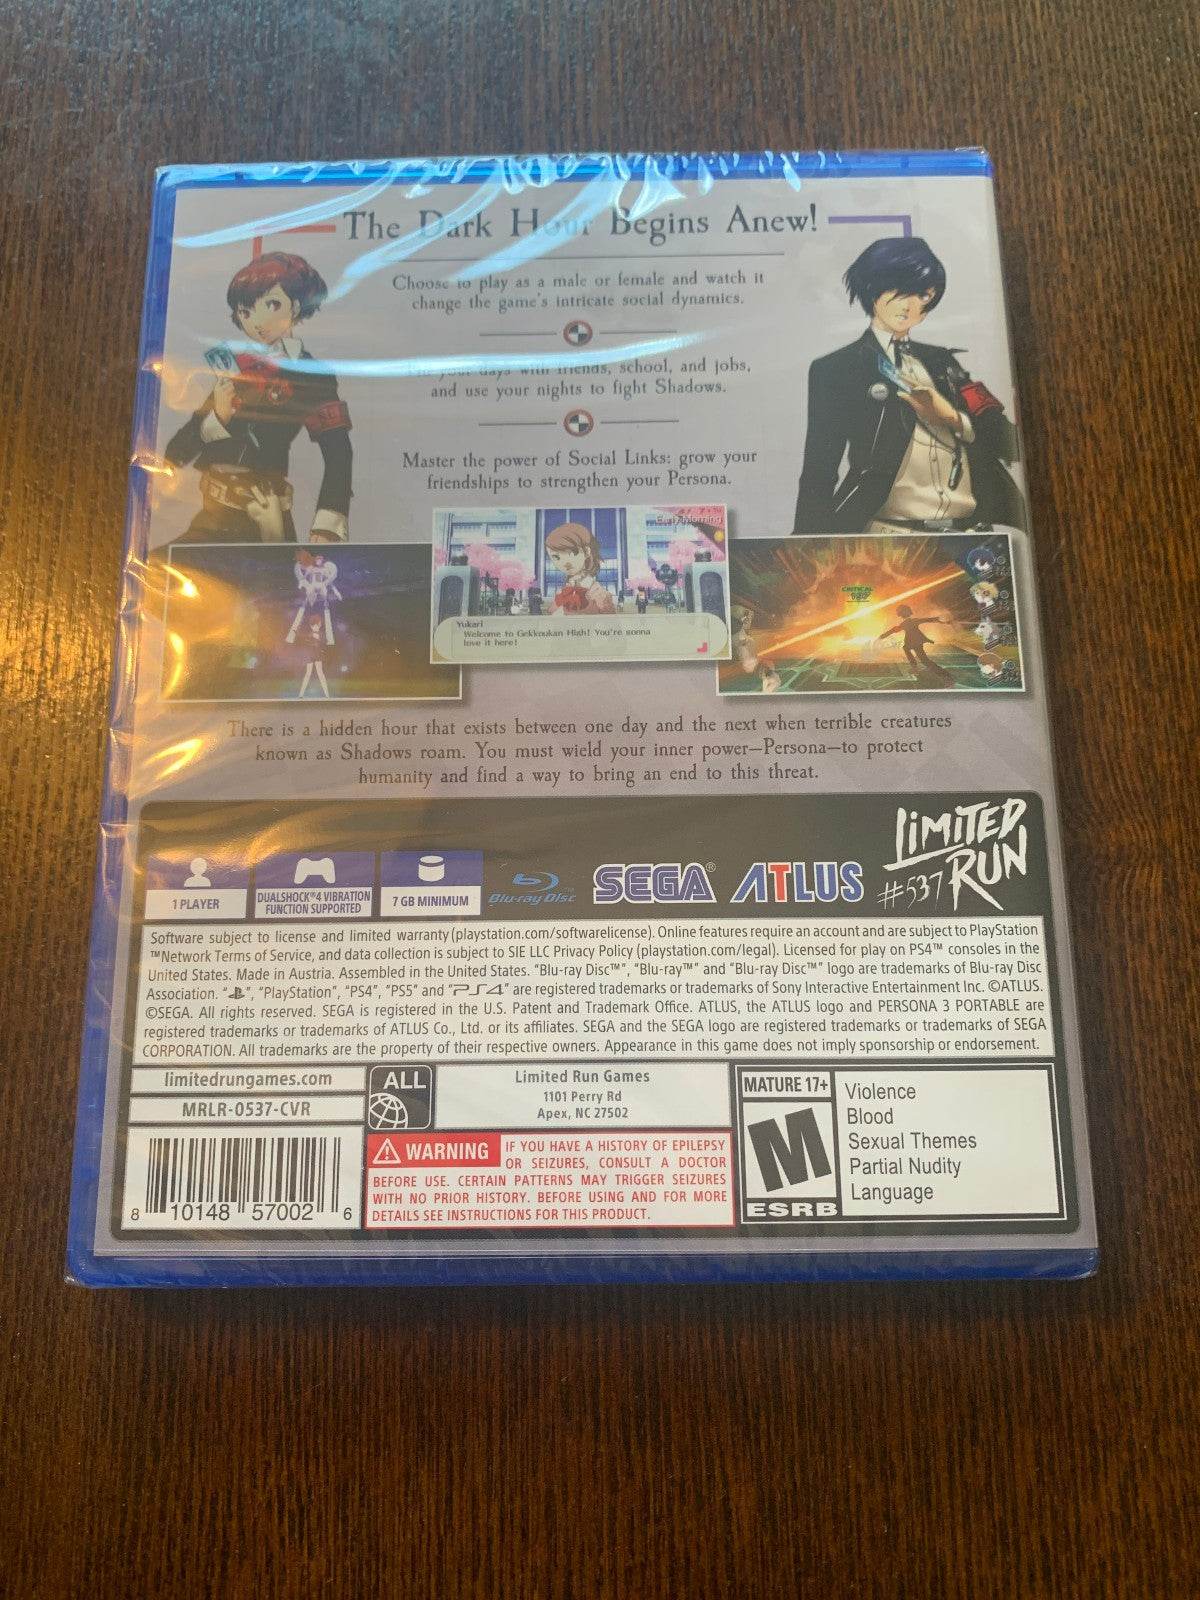 The Dark Hour Begins Anew!
Choose to play as a male or female and watch it
change the game's intricate social dynamics.
your days with friends, school, and jobs,
and use your nights to fight Shadows.
Master the power of Social Links: grow your
friendships to strengthen your Persona.
Early Morning
Yukari
Welcome to Gekkoukan High! You're gonna
love it here!
CRITICAL
There is a hidden hour that exists between one day and the next when terrible creatures
known as Shadows roam. You must wield your inner power—Persona—to protect
humanity and find a way to bring an end to this threat.
LIMITED
RUN
#537
1 PLAYER
DUALSHOCK®4 VIBRATION
FUNCTION SUPPORTED
7 GB MINIMUM
Blu-ray Disc™
SEGA®
ATLUS
Software subject to license and limited warranty (playstation.com/softwarelicense). Online features require an account and are subject to PlayStation
™Network Terms of Service, and data collection is subject to SIE LLC Privacy Policy (playstation.com/legal). Licensed for play on PS4™ consoles in the
United States. Made in Austria. Assembled in the United States. "Blu-ray Disc™", "Blu-ray™" and "Blu-ray Disc™" logo are trademarks of Blu-ray Disc
Association. "", "PlayStation", "PS4", "PS5" and "PS4" are registered trademarks or trademarks of Sony Interactive Entertainment Inc. ©ATLUS.
©SEGA. All rights reserved. SEGA is registered in the U.S. Patent and Trademark Office. ATLUS, the ATLUS logo and PERSONA 3 PORTABLE are
registered trademarks or trademarks of ATLUS Co., Ltd. or its affiliates. SEGA and the SEGA logo are registered trademarks or trademarks of SEGA
CORPORATION. All trademarks are the property of their respective owners. Appearance in this game does not imply sponsorship or endorsement.
limitedrungames.com
MRLR-0537-CVR
ALL
Limited Run Games
1101 Perry Rd
Apex, NC 27502
8 10148 57002 6
WARNING IF YOU HAVE A HISTORY OF EPILEPSY
OR SEIZURES, CONSULT A DOCTOR
BEFORE USE. CERTAIN PATTERNS MAY TRIGGER SEIZURES
WITH NO PRIOR HISTORY. BEFORE USING AND FOR MORE
DETAILS SEE INSTRUCTIONS FOR THIS PRODUCT.
MATURE 17+
M
ESRB
Violence
Blood
Sexual Themes
Partial Nudity
Language